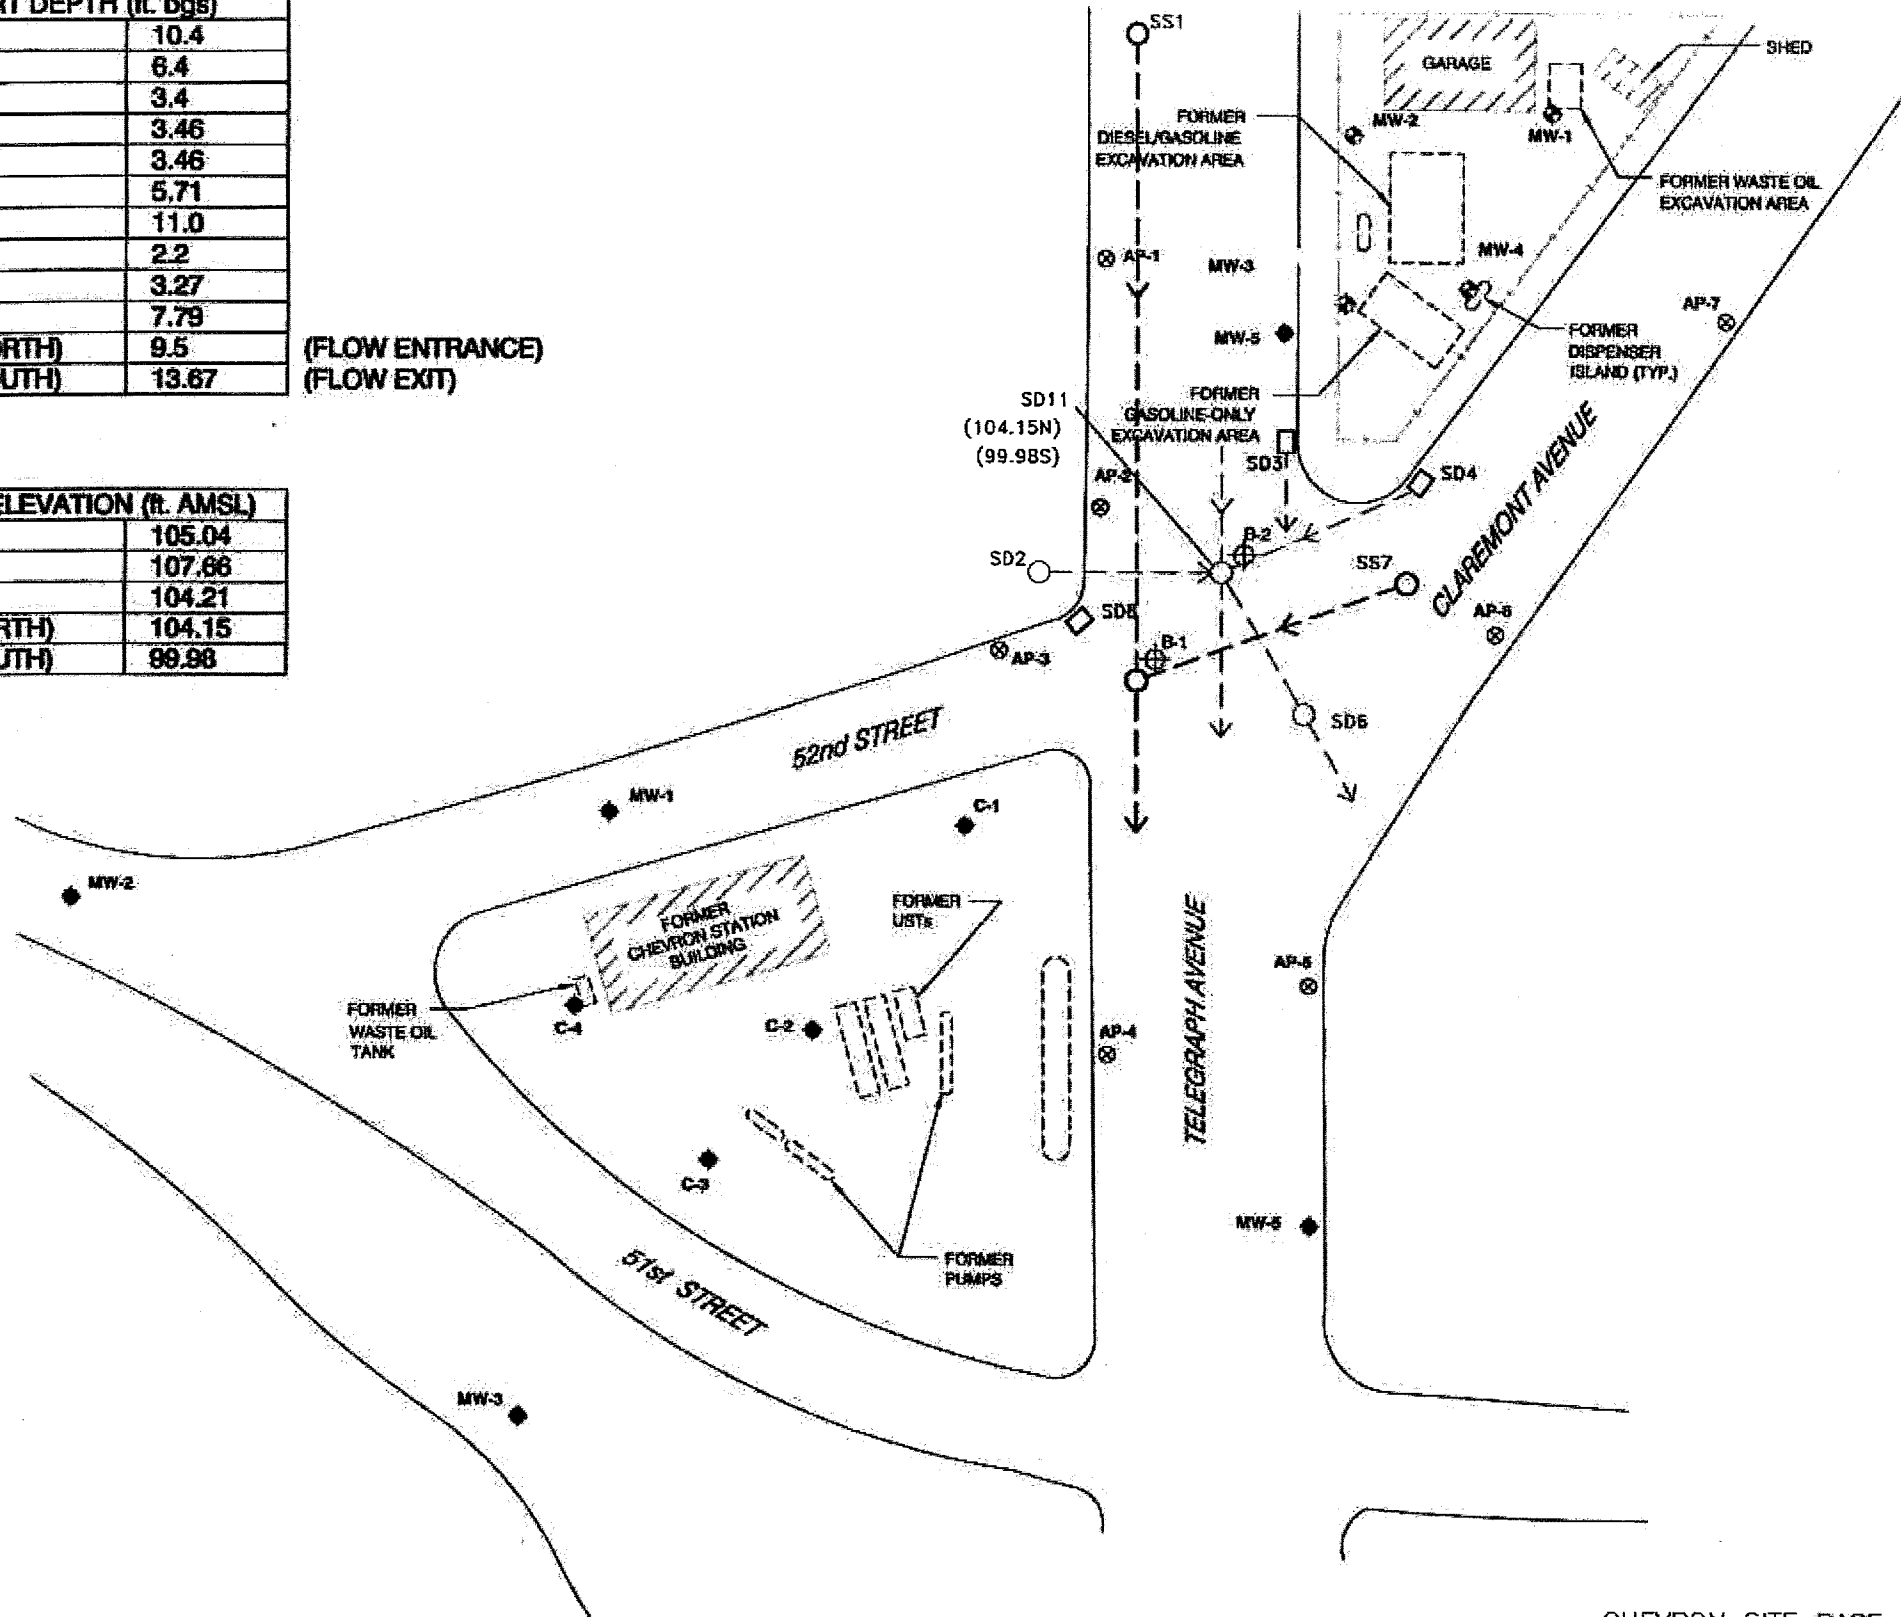 RT DEPTH (ft. bgs)
10.4
6.4
3.4
3.46
3.46
5.71
11.0
2.2
3.27
7.79
ORTH) 9.5 (FLOW ENTRANCE)
OUTH) 13.67 (FLOW EXIT)
ELEVATION (ft. AMSL)
105.04
107.66
104.21
RTH) 104.15
UTH) 99.98
SS1
GARAGE
SHED
FORMER
DIESEL/GASOLINE
EXCAVATION AREA
MW-2
MW-1
FORMER WASTE OIL
EXCAVATION AREA
AP-1
MW-3
MW-4
AP-7
MW-5
FORMER
DISPENSER
ISLAND (TYP.)
FORMER
GASOLINE-ONLY
EXCAVATION AREA
SD11
(104.15N)
(99.98S)
AP-2
SD3
SD4
CLAREMONT AVENUE
B-2
SD2
SS7
AP-6
SD5
B-1
AP-3
SD6
52nd STREET
MW-1
C-1
MW-2
FORMER
CHEVRON STATION
BUILDING
FORMER
USTs
TELEGRAPH AVENUE
AP-5
FORMER
WASTE OIL
TANK
C-4
C-2
AP-4
C-3
MW-5
FORMER
PUMPS
51st STREET
MW-3
CHEVRON SITE BASE